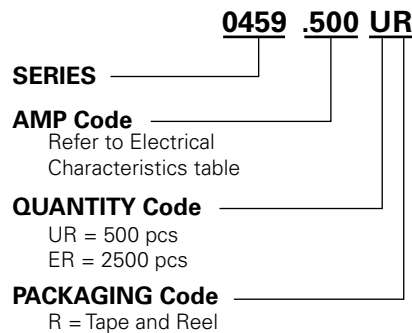 0459 .500 UR
SERIES
AMP Code
Refer to Electrical
Characteristics table
QUANTITY Code
UR = 500 pcs
ER = 2500 pcs
PACKAGING Code
R = Tape and Reel